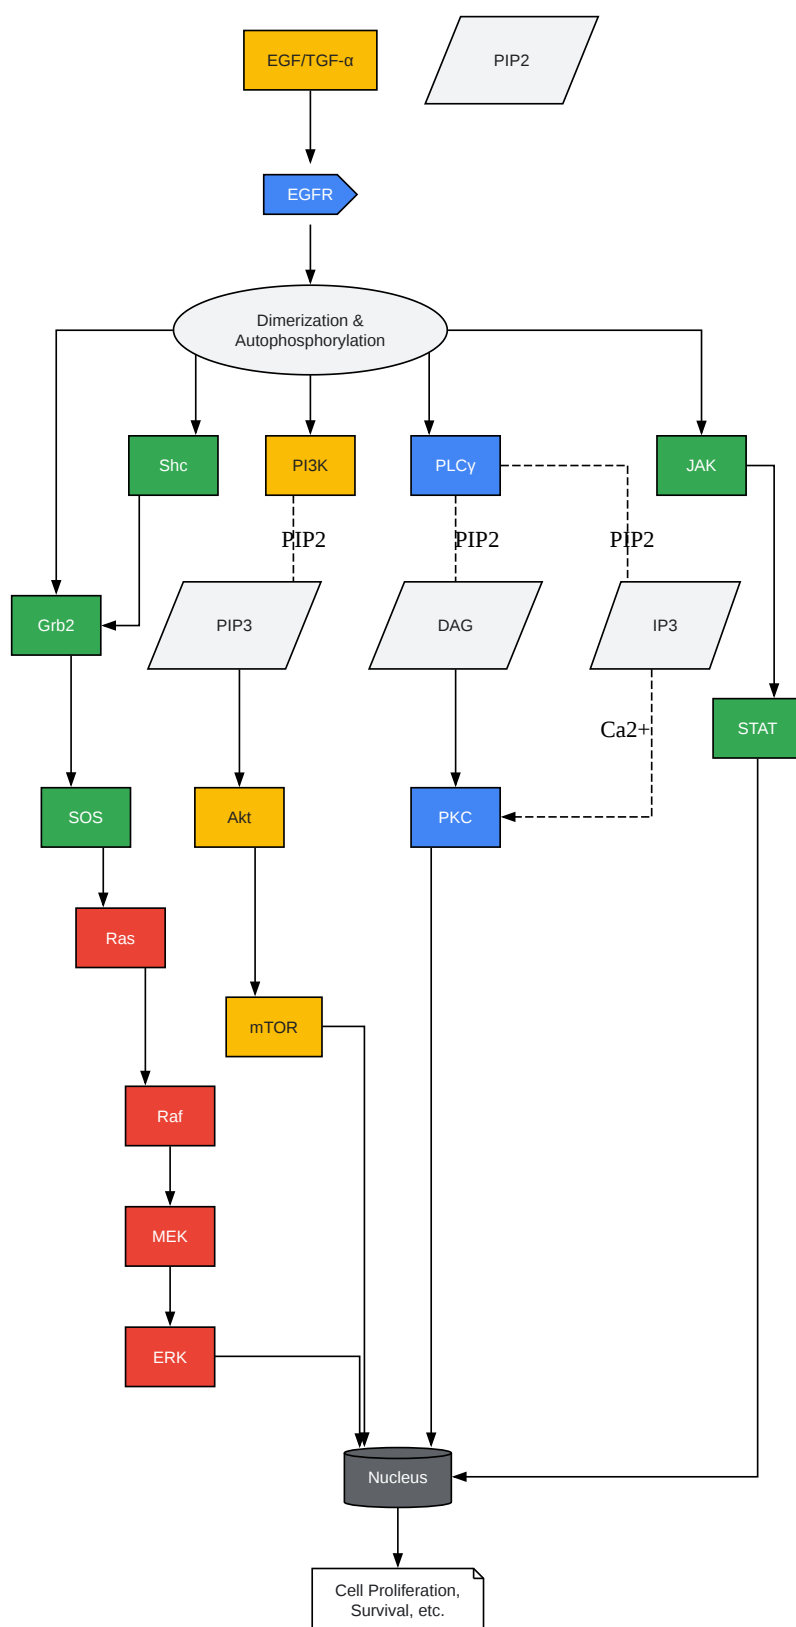 EGF/TGF-α
PIP2
EGFR
Dimerization &
Autophosphorylation
Shc
PI3K
PLCγ
JAK
PIP2
PIP2
PIP2
Grb2
PIP3
DAG
IP3
Ca2+
STAT
SOS
Akt
PKC
Ras
mTOR
Raf
MEK
ERK
Nucleus
Cell Proliferation,
Survival, etc.